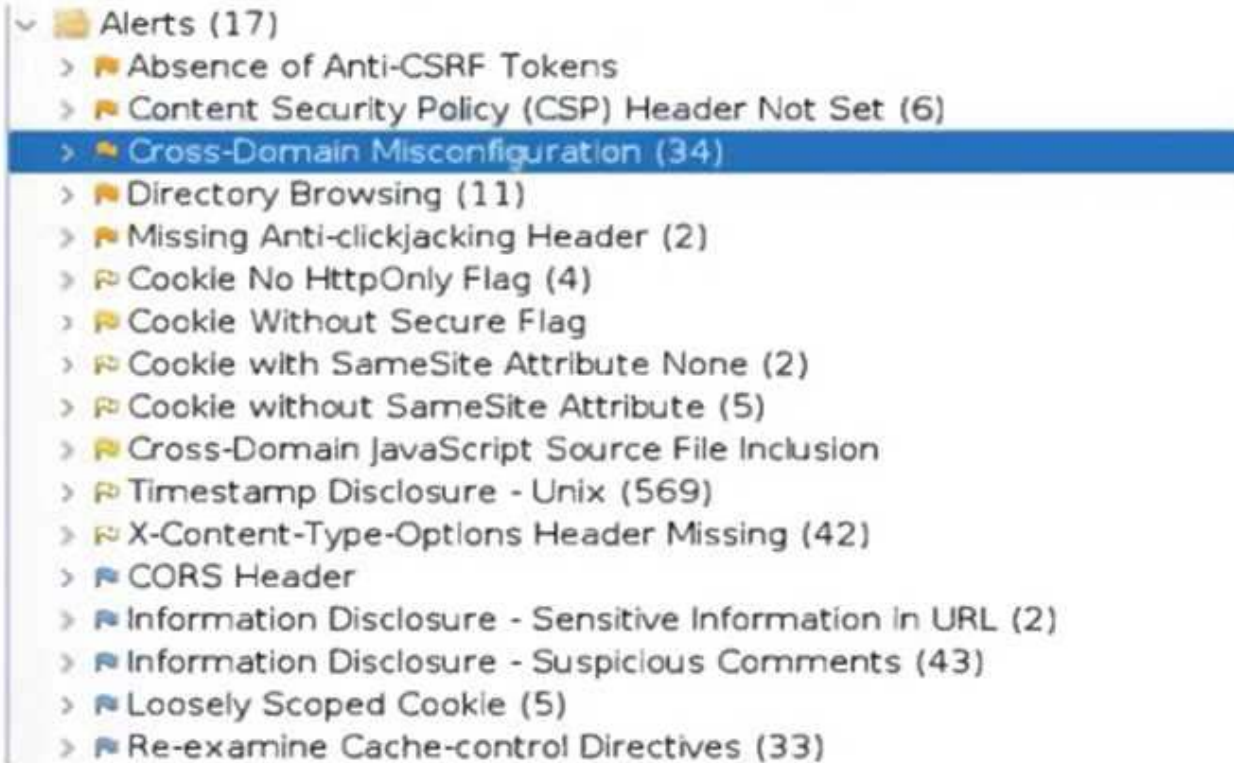 Alerts (17)
Absence of Anti-CSRF Tokens
Content Security Policy (CSP) Header Not Set (6)
Cross-Domain Misconfiguration (34)
Directory Browsing (11)
Missing Anti-clickjacking Header (2)
Cookie No HttpOnly Flag (4)
Cookie Without Secure Flag
Cookie with SameSite Attribute None (2)
Cookie without SameSite Attribute (5)
Cross-Domain JavaScript Source File Inclusion
Timestamp Disclosure - Unix (569)
X-Content-Type-Options Header Missing (42)
CORS Header
Information Disclosure - Sensitive Information in URL (2)
Information Disclosure - Suspicious Comments (43)
Loosely Scoped Cookie (5)
Re-examine Cache-control Directives (33)